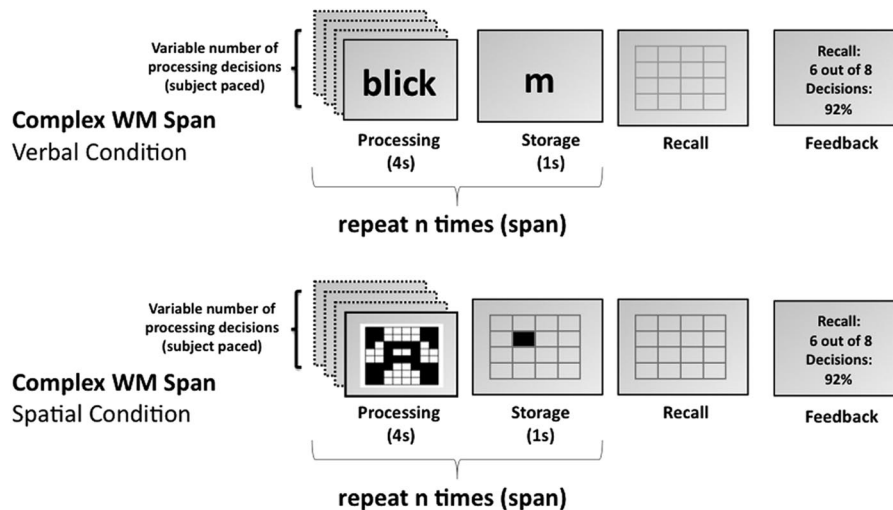 Variable number of
processing decisions
(subject paced)
Complex WM Span
Verbal Condition
blick
Processing
(4s)
m
Storage
(1s)
Recall
Recall:
6 out of 8
Decisions:
92%
Feedback
repeat n times (span)
Variable number of
processing decisions
(subject paced)
Complex WM Span
Spatial Condition
Processing
(4s)
Storage
(1s)
Recall
Recall:
6 out of 8
Decisions:
92%
Feedback
repeat n times (span)